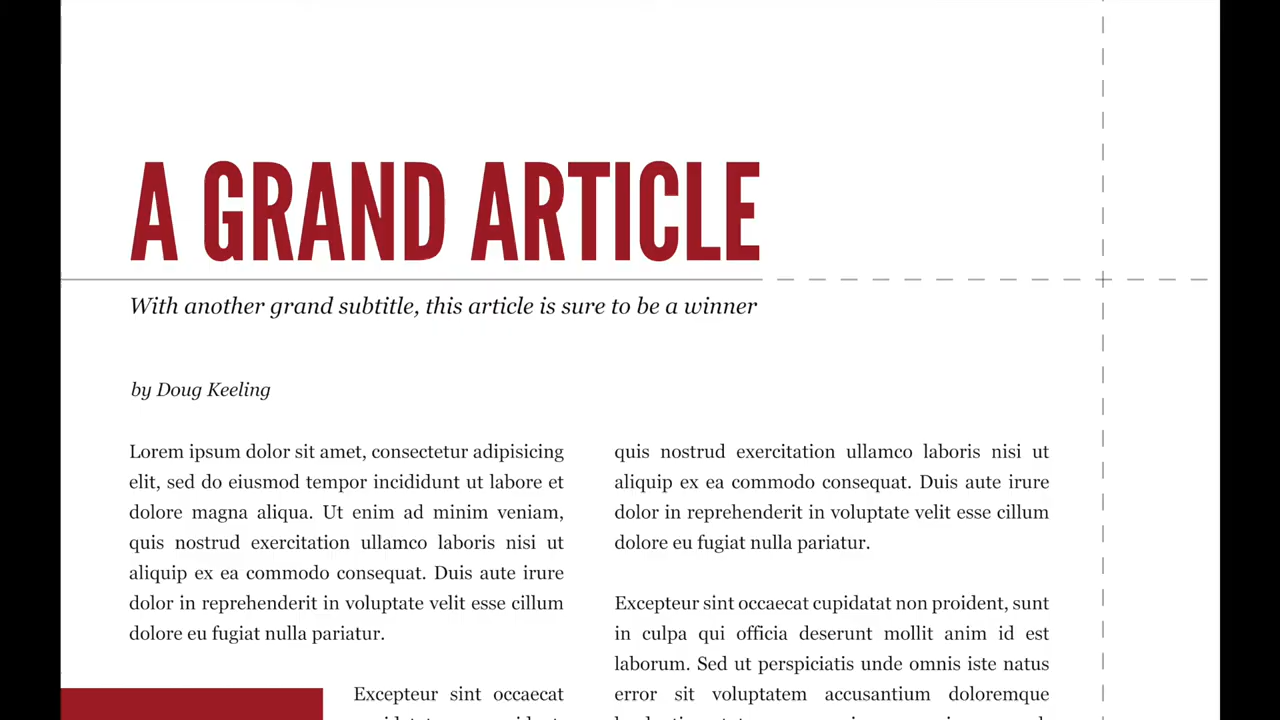 A GRAND ARTICLE
With another grand subtitle, this article is sure to be a winner
by Doug Keeling
Lorem ipsum dolor sit amet, consectetur adipisicing
elit, sed do eiusmod tempor incididunt ut labore et
dolore magna aliqua. Ut enim ad minim veniam,
quis nostrud exercitation ullamco laboris nisi ut
aliquip ex ea commodo consequat. Duis aute irure
dolor in reprehenderit in voluptate velit esse cillum
dolore eu fugiat nulla pariatur.
Excepteur sint occaecat
quis nostrud exercitation ullamco laboris nisi ut
aliquip ex ea commodo consequat. Duis aute irure
dolor in reprehenderit in voluptate velit esse cillum
dolore eu fugiat nulla pariatur.
Excepteur sint occaecat cupidatat non proident, sunt
in culpa qui officia deserunt mollit anim id est
laborum. Sed ut perspiciatis unde omnis iste natus
error sit voluptatem accusantium doloremque